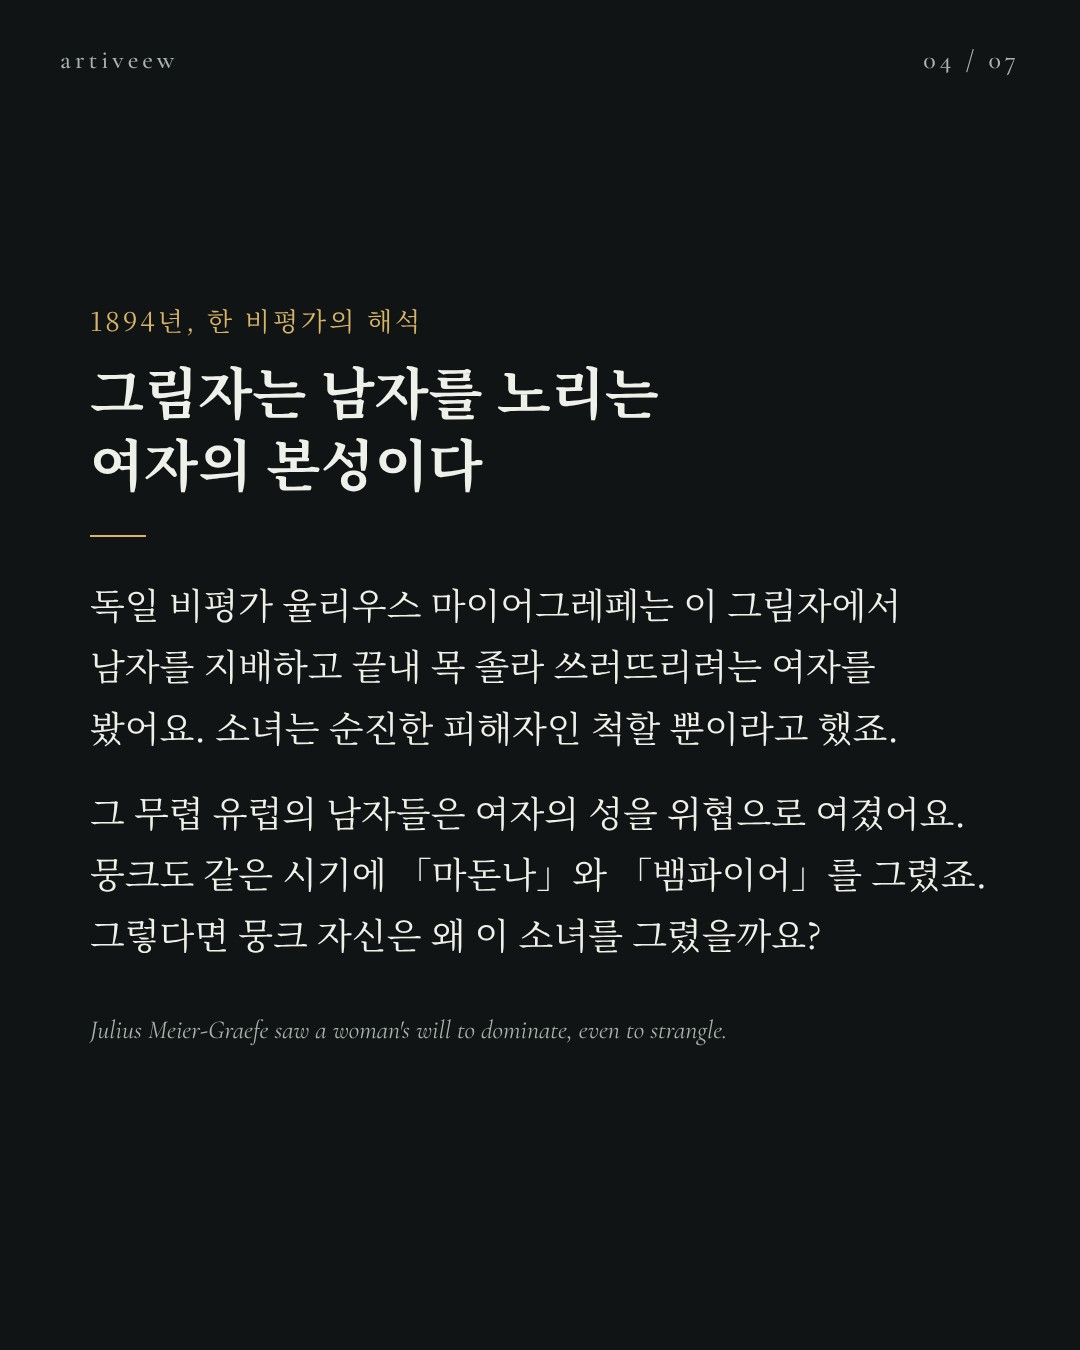 artiveew
04 / 07
1894년, 한 비평가의 해석
그림자는 남자를 노리는
여자의 본성이다
독일 비평가 율리우스 마이어그레페는 이 그림자에서
남자를 지배하고 끝내 목 졸라 쓰러뜨리려는 여자를
봤어요. 소녀는 순진한 피해자인 척할 뿐이라고 했죠.
그 무렵 유럽의 남자들은 여자의 성을 위협으로 여겼어요.
뭉크도 같은 시기에 「마돈나」와 「뱀파이어」를 그렸죠.
그렇다면 뭉크 자신은 왜 이 소녀를 그렸을까요?
Julius Meier-Graefe saw a woman's will to dominate, even to strangle.